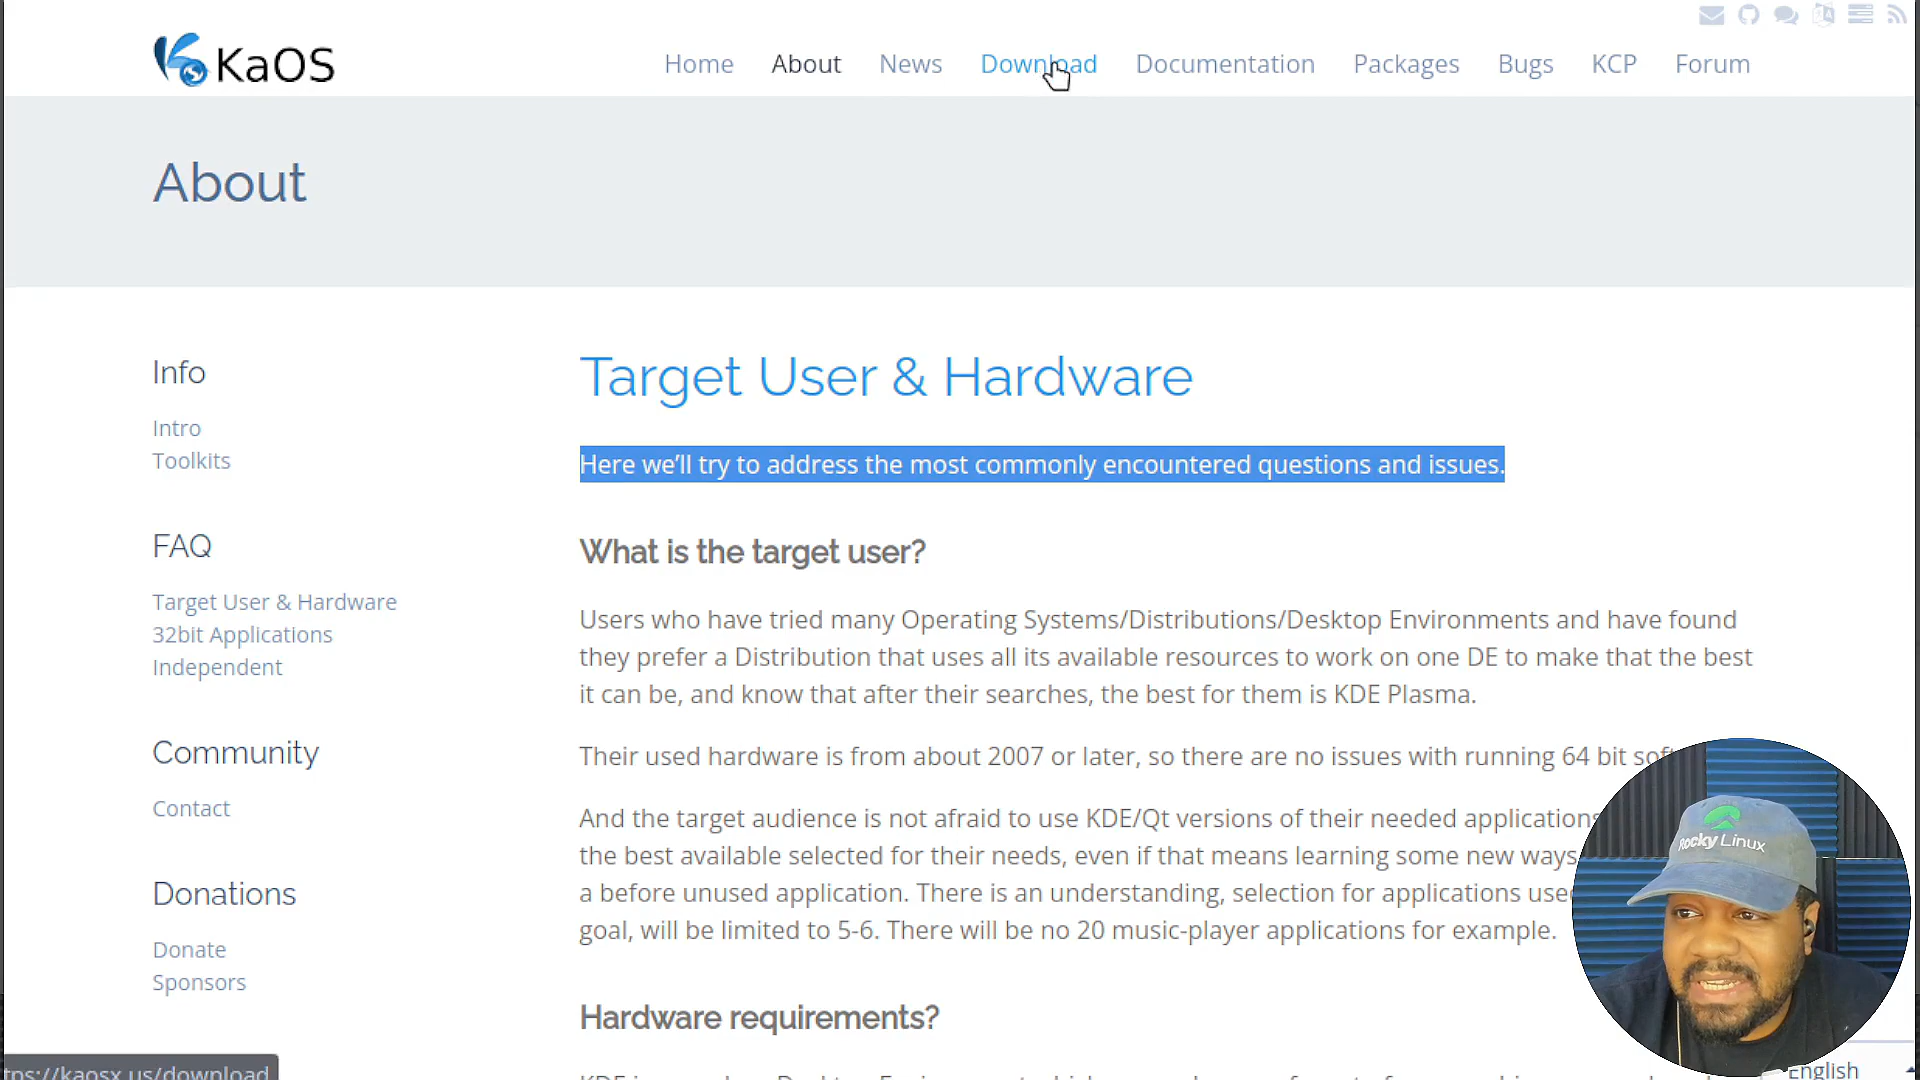 KaOS
Home
About
News
Download
Documentation
Packages
Bugs
KCP
Forum
About
Info
Intro
Toolkits
FAQ
Target User & Hardware
32bit Applications
Independent
Community
Contact
Donations
Donate
Sponsors
Target User & Hardware
Here we’ll try to address the most commonly encountered questions and issues.
What is the target user?
Users who have tried many Operating Systems/Distributions/Desktop Environments and have found
they prefer a Distribution that uses all its available resources to work on one DE to make that the best
it can be, and know that after their searches, the best for them is KDE Plasma.
Their used hardware is from about 2007 or later, so there are no issues with running 64 bit
And the target audience is not afraid to use KDE/Qt versions of their needed applications
the best available selected for their needs, even if that means learning some new ways
a before unused application. There is an understanding, selection for applications
goal, will be limited to 5-6. There will be no 20 music-player applications for example.
Hardware requirements?
Rocky Linux
tps://kaosx.us/download
English